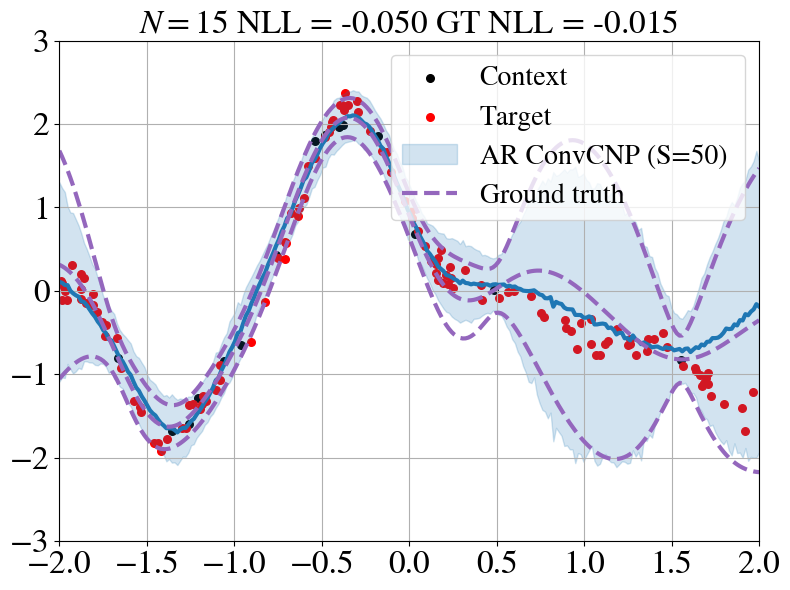 N = 15 NLL = -0.050 GT NLL = -0.015
Context
Target
AR ConvCNP (S=50)
Ground truth
3
2
1
0
−1
−2
−3
−2.0 −1.5 −1.0 −0.5 0.0 0.5 1.0 1.5 2.0